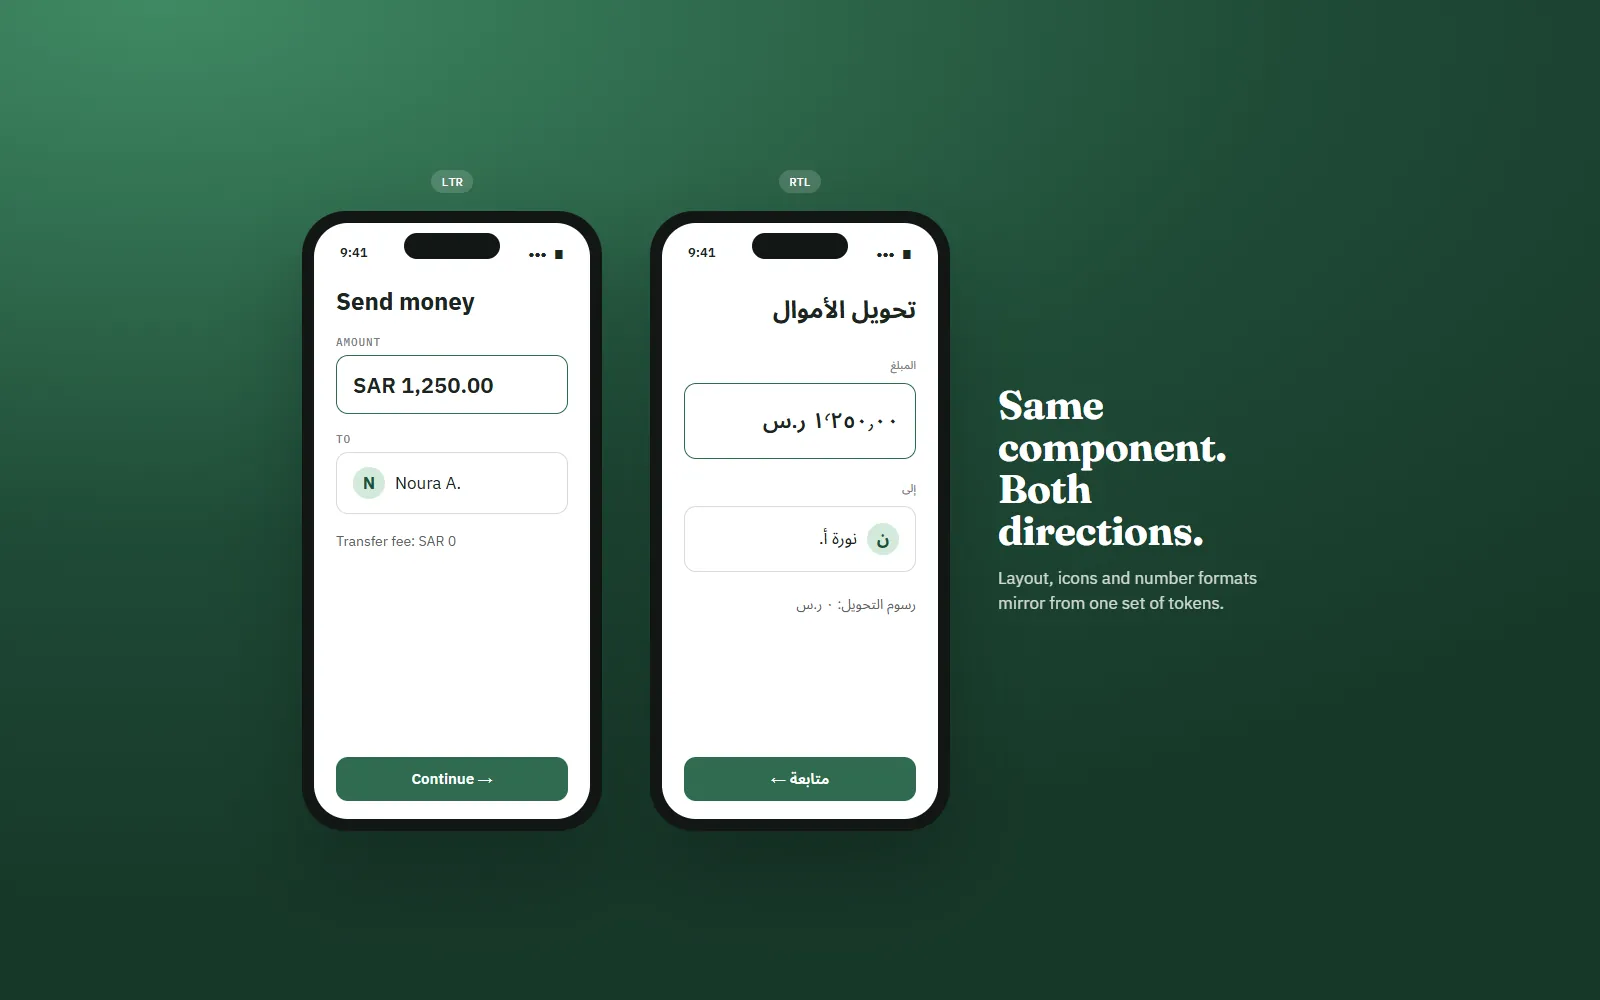 LTR
9:41
Send money
AMOUNT
SAR 1,250.00
TO
N
Noura A.
Transfer fee: SAR 0
Continue →
RTL
9:41
تحويل الأموال
المبلغ
١٬٢٥٠٫٠٠ ر.س
إلى
ن
نورة أ.
رسوم التحويل: ٠ ر.س
متابعة ←
Same
component.
Both
directions.
Layout, icons and number formats
mirror from one set of tokens.